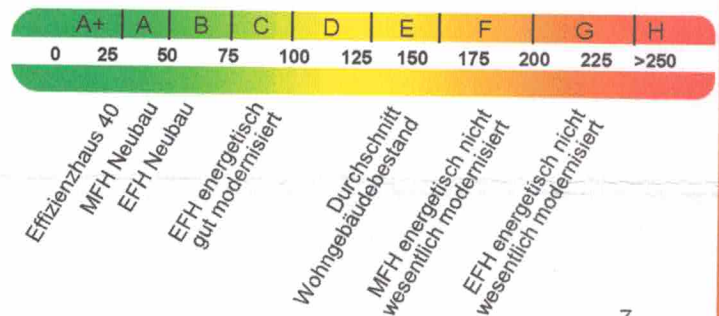 A+ A B C D E F G H
0 25 50 75 100 125 150 175 200 225 >250
Effizienzhaus 40
MFH Neubau
EFH Neubau
EFH energetisch
gut modernisiert
Durchschnitt
Wohngebäudebestand
MFH energetisch nicht
wesentlich modernisiert
EFH energetisch nicht
wesentlich modernisiert
7